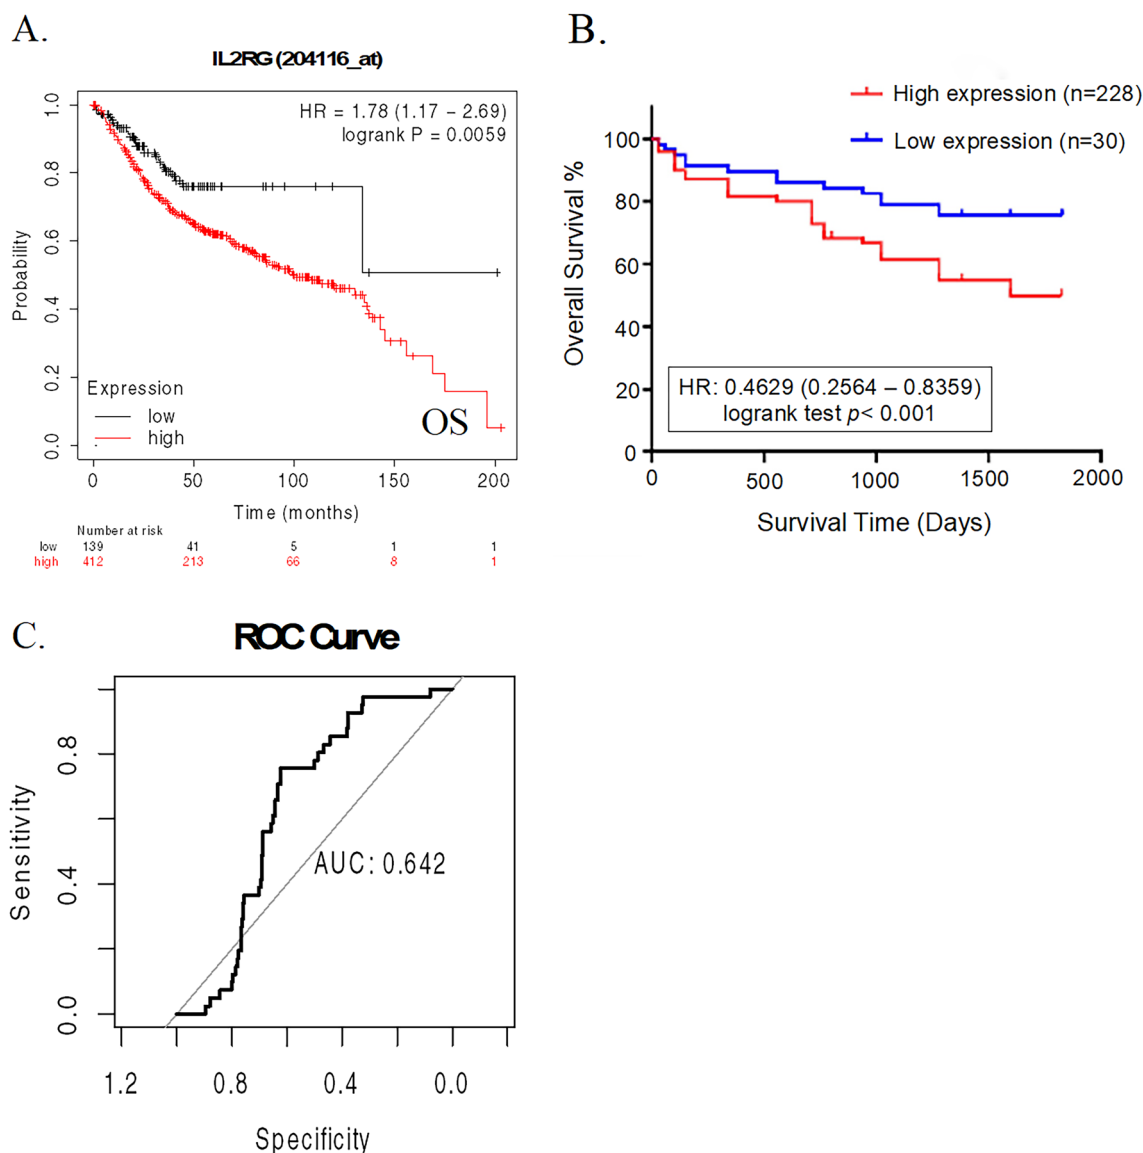 A.
IL2RG (204116_at)
HR = 1.78 (1.17 – 2.69)
logrank P = 0.0059
Probability
1.0
0.8
0.6
0.4
0.2
0.0
Expression
low
high
OS
0 50 100 150 200
Time (months)
Number at risk
low 139 41 5 1 1
high 412 213 66 8 1
B.
High expression (n=228)
Low expression (n=30)
Overall Survival %
100
80
60
40
20
0
HR: 0.4629 (0.2564 – 0.8359)
logrank test p< 0.001
0 500 1000 1500 2000
Survival Time (Days)
C.
ROC Curve
Sensitivity
0.8
0.4
0.0
AUC: 0.642
1.2 0.8 0.4 0.0
Specificity